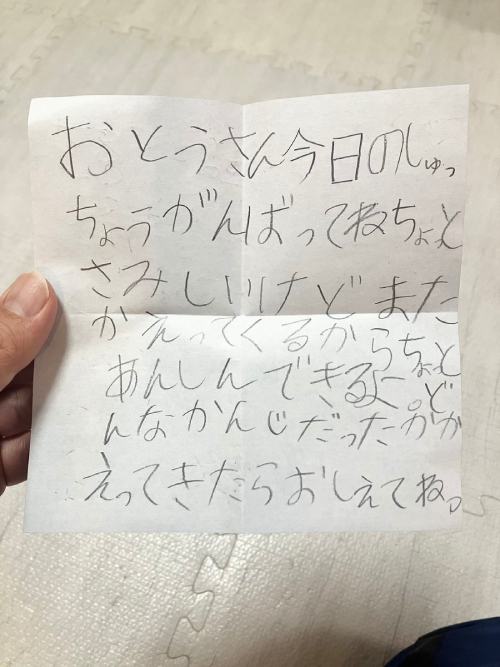 おとうさん今日のしゅっ
ちょうがんばってねちょと
さみしいけどまた
かえってくるからちょと
あんしんできるよ。ど
んなかんじだったかか
えってきたらおしえてね。